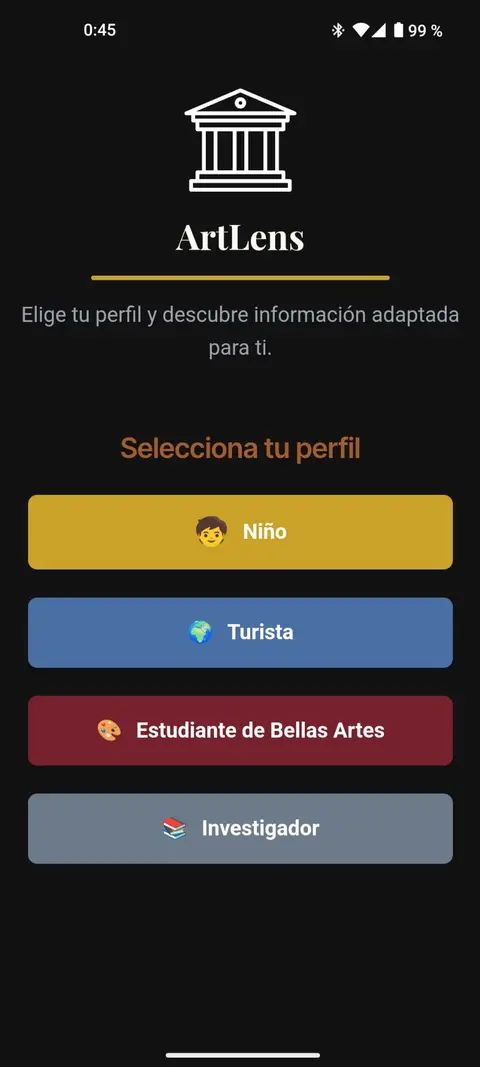 0:45 99 %
ArtLens
Elige tu perfil y descubre información adaptada
para ti.
Selecciona tu perfil
Niño
Turista
Estudiante de Bellas Artes
Investigador